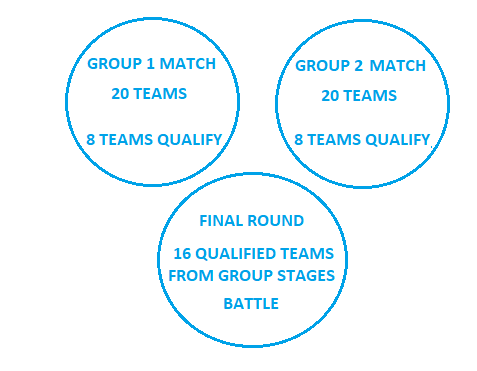 GROUP 1 MATCH
20 TEAMS
8 TEAMS QUALIFY
GROUP 2 MATCH
20 TEAMS
8 TEAMS QUALIFY
FINAL ROUND
16 QUALIFIED TEAMS
FROM GROUP STAGES
BATTLE